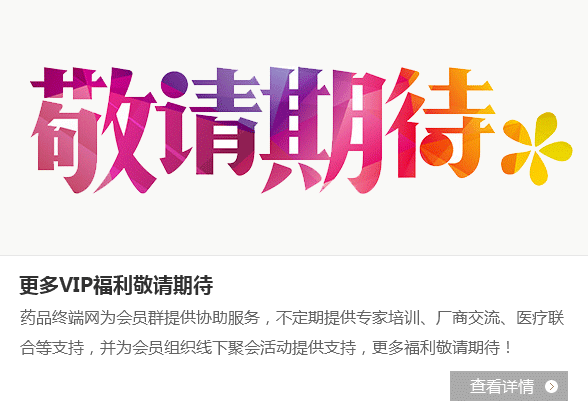 敬请期待
更多VIP福利敬请期待
药品终端网为会员群提供协助服务，不定期提供专家培训、厂商交流、医疗联
合等支持，并为会员组织线下聚会活动提供支持，更多福利敬请期待！
查看详情